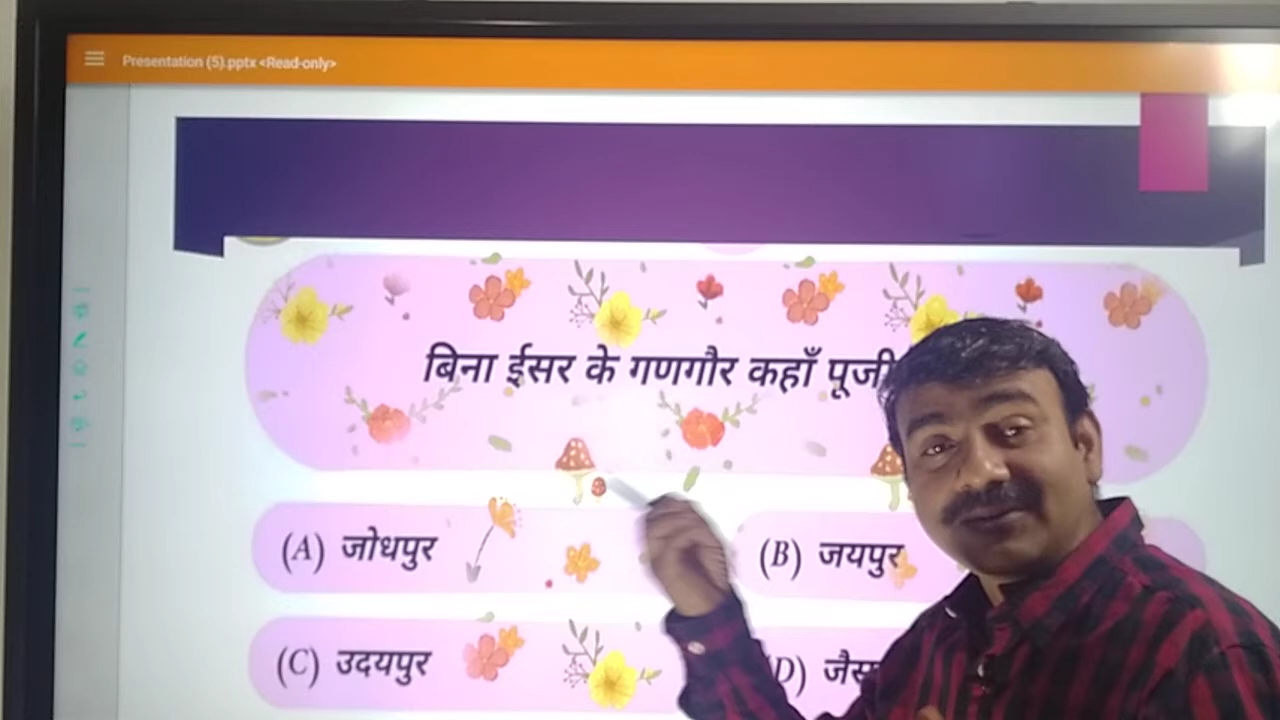 Presentation (5).pptx <Read-only>
बिना ईसर के गणगौर कहाँ पूजी
(A) जोधपुर
(B) जयपुर
(C) उदयपुर
(D)